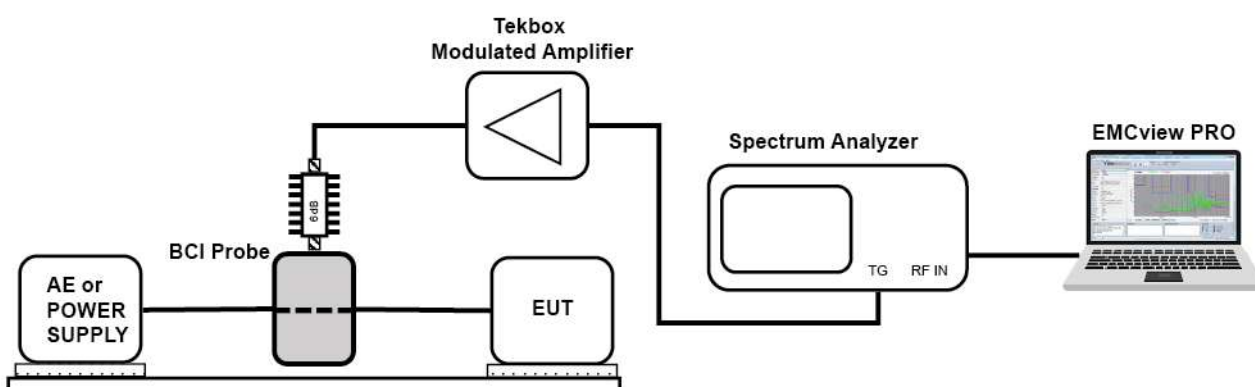 Tekbox
Modulated Amplifier
Spectrum Analyzer
EMCview PRO
6dB
BCI Probe
TG RF IN
AE or
POWER
SUPPLY
EUT